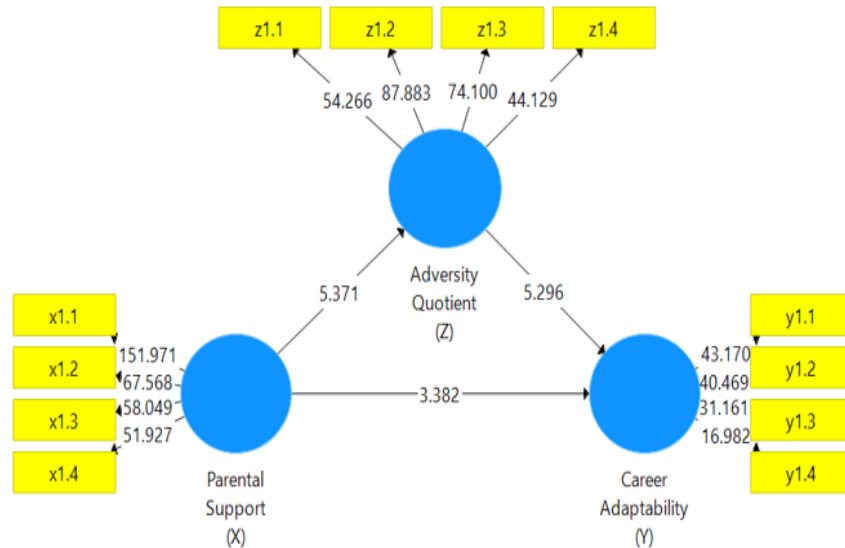 z1.1 z1.2 z1.3 z1.4
54.266 87.883 74.100 44.129
Adversity
Quotient
(Z)
5.371 5.296
x1.1
x1.2
x1.3
x1.4
151.971
67.568
58.049
51.927
3.382
43.170
40.469
31.161
16.982
y1.1
y1.2
y1.3
y1.4
Parental
Support
(X)
Career
Adaptability
(Y)